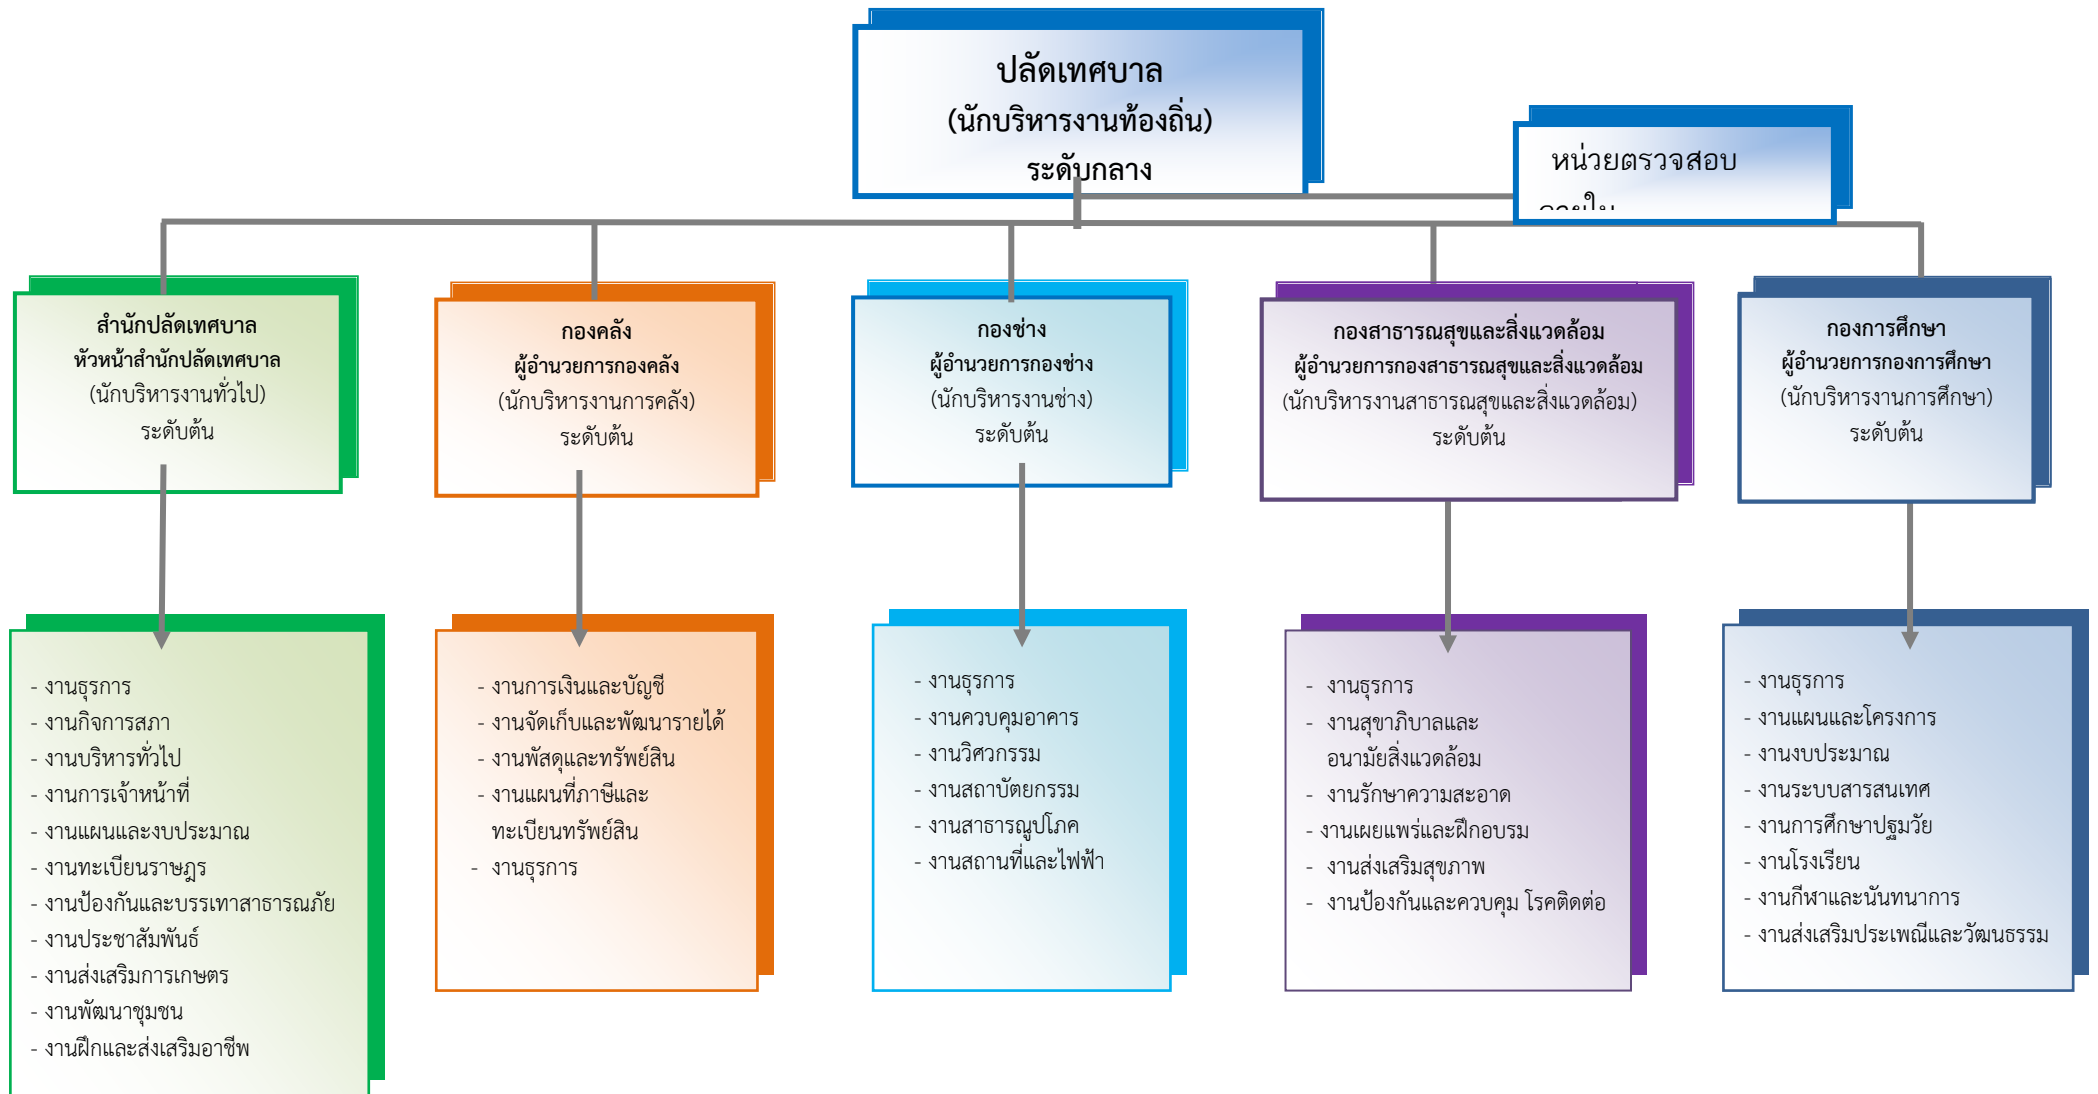 ปลัดเทศบาล
(นักบริหารงานท้องถิ่น)
ระดับกลาง
หน่วยตรวจสอบ
สำนักปลัดเทศบาล
หัวหน้าสำนักปลัดเทศบาล
(นักบริหารงานทั่วไป)
ระดับต้น
กองคลัง
ผู้อำนวยการกองคลัง
(นักบริหารงานการคลัง)
ระดับต้น
กองช่าง
ผู้อำนวยการกองช่าง
(นักบริหารงานช่าง)
ระดับต้น
กองสาธารณสุขและสิ่งแวดล้อม
ผู้อำนวยการกองสาธารณสุขและสิ่งแวดล้อม
(นักบริหารงานสาธารณสุขและสิ่งแวดล้อม)
ระดับต้น
กองการศึกษา
ผู้อำนวยการกองการศึกษา
(นักบริหารงานการศึกษา)
ระดับต้น
- งานธุรการ
- งานกิจการสภา
- งานบริหารทั่วไป
- งานการเจ้าหน้าที่
- งานแผนและงบประมาณ
- งานทะเบียนราษฎร
- งานป้องกันและบรรเทาสาธารณภัย
- งานประชาสัมพันธ์
- งานส่งเสริมการเกษตร
- งานพัฒนาชุมชน
- งานฝึกและส่งเสริมอาชีพ
- งานการเงินและบัญชี
- งานจัดเก็บและพัฒนารายได้
- งานพัสดุและทรัพย์สิน
- งานแผนที่ภาษีและ
ทะเบียนทรัพย์สิน
- งานธุรการ
- งานธุรการ
- งานควบคุมอาคาร
- งานวิศวกรรม
- งานสถาบัตยกรรม
- งานสาธารณูปโภค
- งานสถานที่และไฟฟ้า
- งานธุรการ
- งานสุขาภิบาลและ
อนามัยสิ่งแวดล้อม
- งานรักษาความสะอาด
- งานเผยแพร่และฝึกอบรม
- งานส่งเสริมสุขภาพ
- งานป้องกันและควบคุม โรคติดต่อ
- งานธุรการ
- งานแผนและโครงการ
- งานงบประมาณ
- งานระบบสารสนเทศ
- งานการศึกษาปฐมวัย
- งานโรงเรียน
- งานกีฬาและนันทนาการ
- งานส่งเสริมประเพณีและวัฒนธรรม